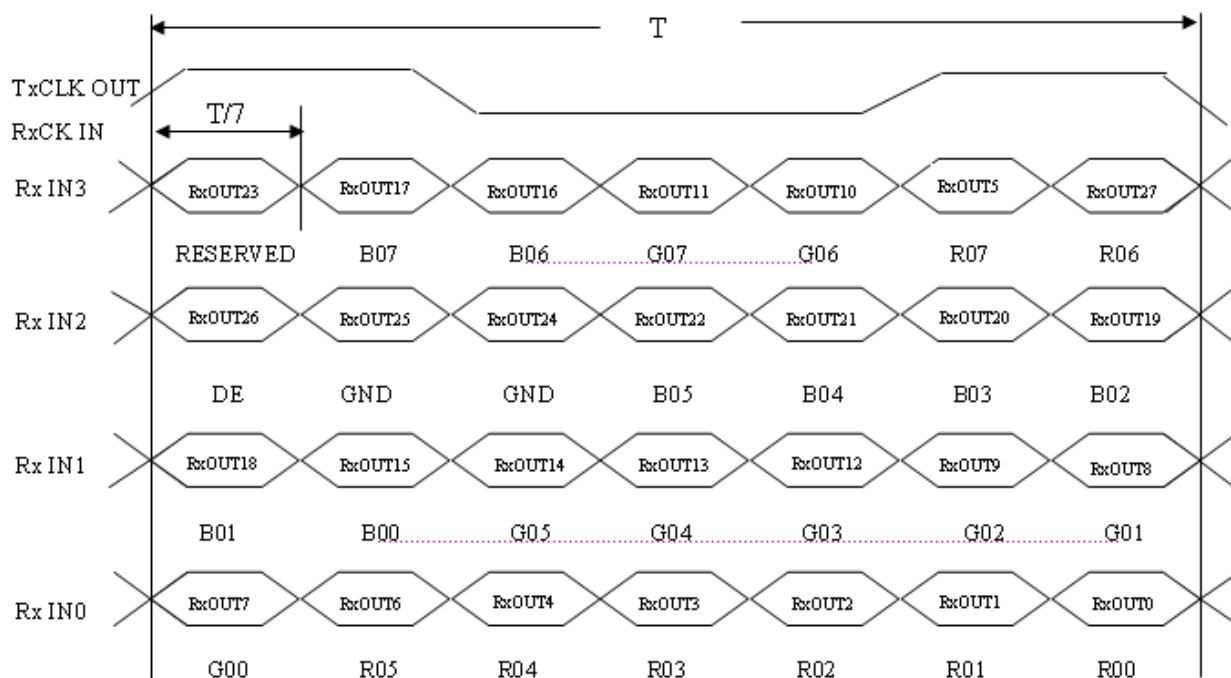 T
TxCLK OUT
T/7
RxCK IN
Rx IN3 RxOUT23 RxOUT17 RxOUT16 RxOUT11 RxOUT10 RxOUT5 RxOUT27
RESERVED B07 B06 G07 G06 R07 R06
Rx IN2 RxOUT26 RxOUT25 RxOUT24 RxOUT22 RxOUT21 RxOUT20 RxOUT19
DE GND GND B05 B04 B03 B02
Rx IN1 RxOUT18 RxOUT15 RxOUT14 RxOUT13 RxOUT12 RxOUT9 RxOUT8
B01 B00 G05 G04 G03 G02 G01
Rx IN0 RxOUT7 RxOUT6 RxOUT4 RxOUT3 RxOUT2 RxOUT1 RxOUT0
G00 R05 R04 R03 R02 R01 R00